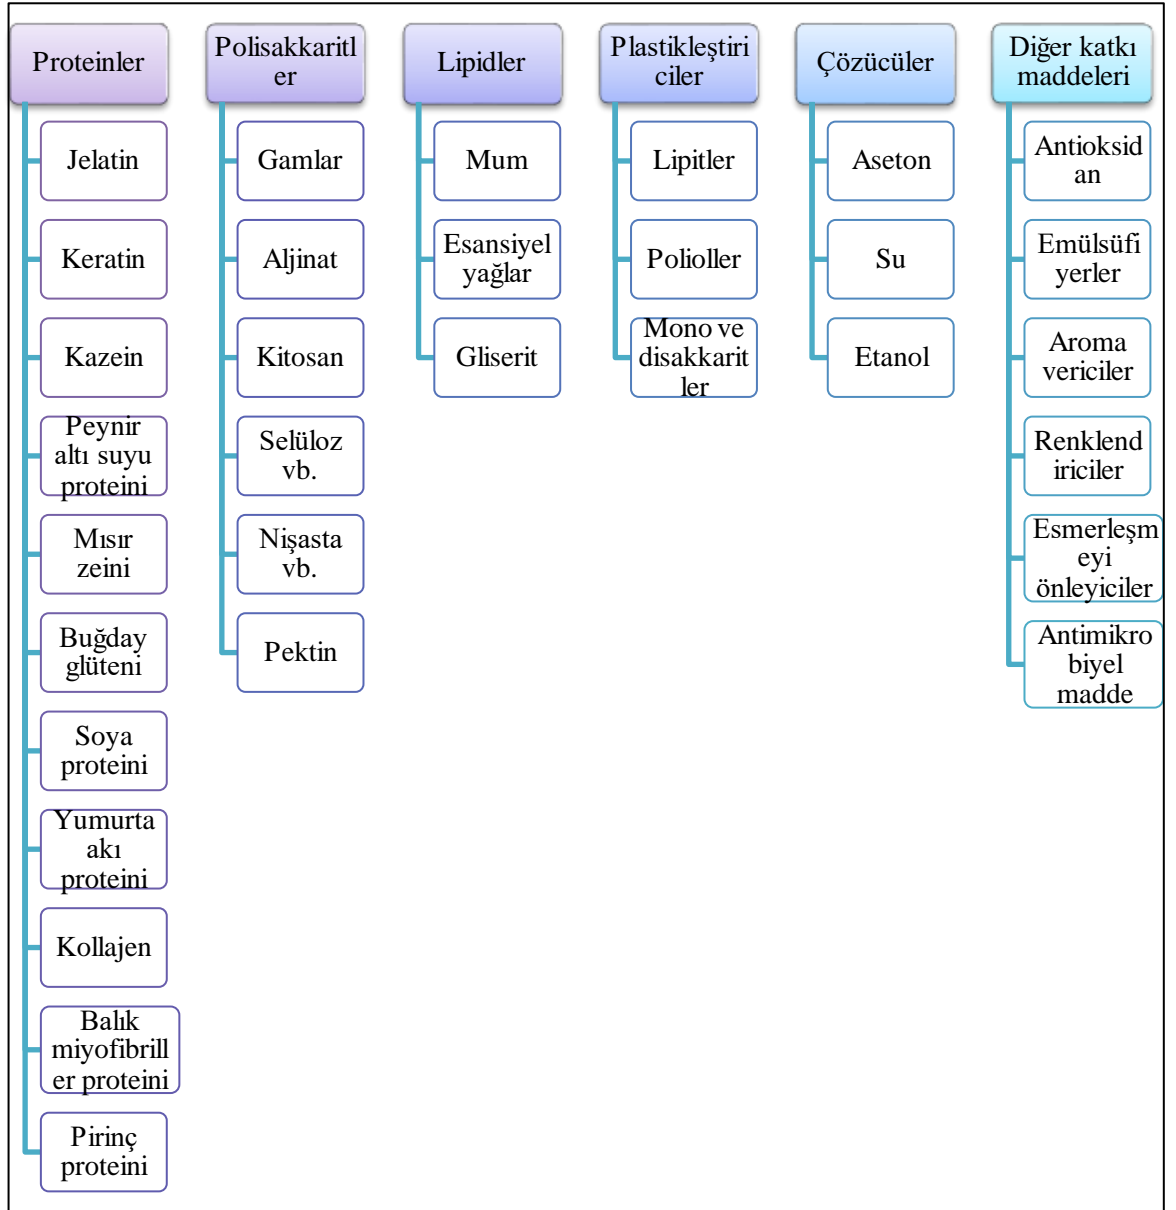 Proteinler
Jelatin
Keratin
Kazein
Peynir
altı suyu
proteini
Mısır
zeini
Buğday
glüteni
Soya
proteini
Yumurta
akı
proteini
Kollajen
Balık
miyofibrill
er proteini
Pirinç
proteini
Polisakkaritl
er
Gamlar
Aljinat
Kitosan
Selüloz
vb.
Nişasta
vb.
Pektin
Lipidler
Mum
Esansiyel
yağlar
Gliserit
Plastikleştiri
ciler
Lipitler
Polioller
Mono ve
disakkarit
ler
Çözücüler
Aseton
Su
Etanol
Diğer katkı
maddeleri
Antioksid
an
Emülsüfi
yerler
Aroma
vericiler
Renklend
iriciler
Esmerleşm
eyi
önleyiciler
Antimikro
biyel
madde